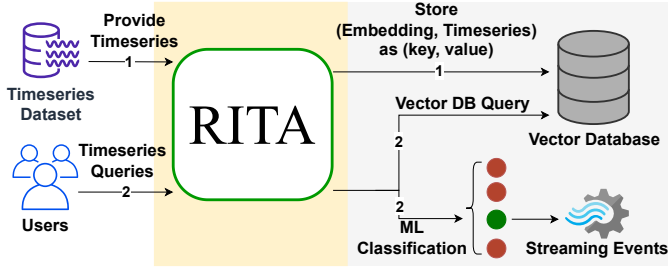 Provide
Timeseries
1
Timeseries
Dataset
Timeseries
Queries
2
Users
RITA
Store
(Embedding, Timeseries)
as (key, value)
1
Vector DB Query
2
Vector Database
2
ML
Classification
Streaming Events